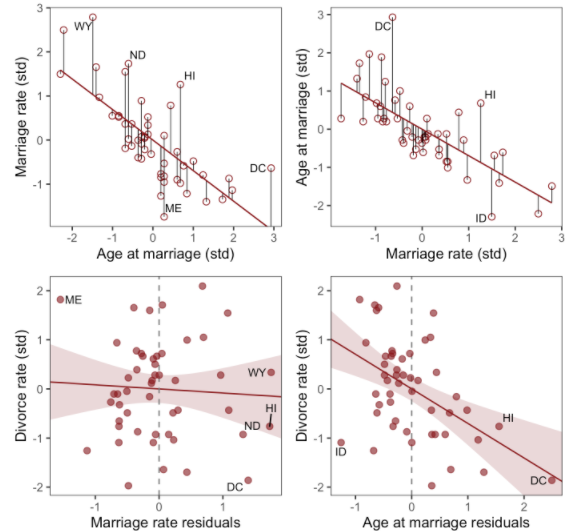 Marriage rate (std)
3
2
1
0
-1
WY
ND
HI
DC
ME
-2
-1
0
1
2
3
Age at marriage (std)
Age at marriage (std)
3
2
1
0
-1
-2
DC
HI
ID
-1
0
1
2
Marriage rate (std)
Divorce rate (std)
2
1
0
-1
-2
ME
WY
HI
ND
DC
-1
0
1
Marriage rate residuals
Divorce rate (std)
2
1
0
-1
-2
HI
ID
DC
-1
0
1
2
Age at marriage residuals